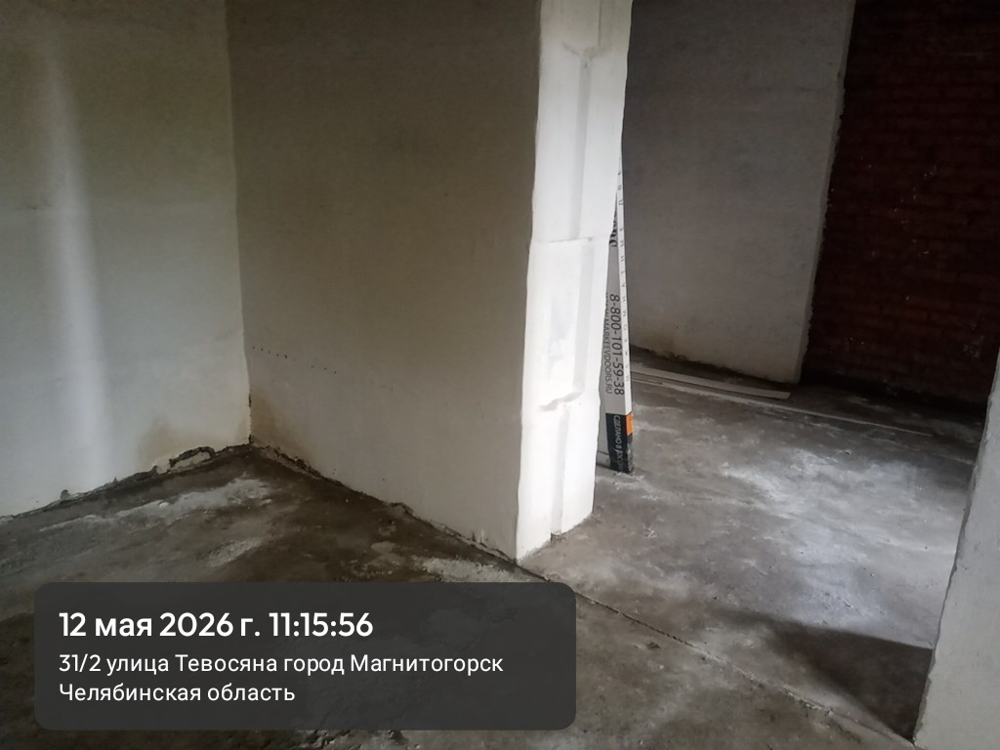 8-800-101-59-38
12 мая 2026 г. 11:15:56
31/2 улица Тевосяна город Магнитогорск
Челябинская область